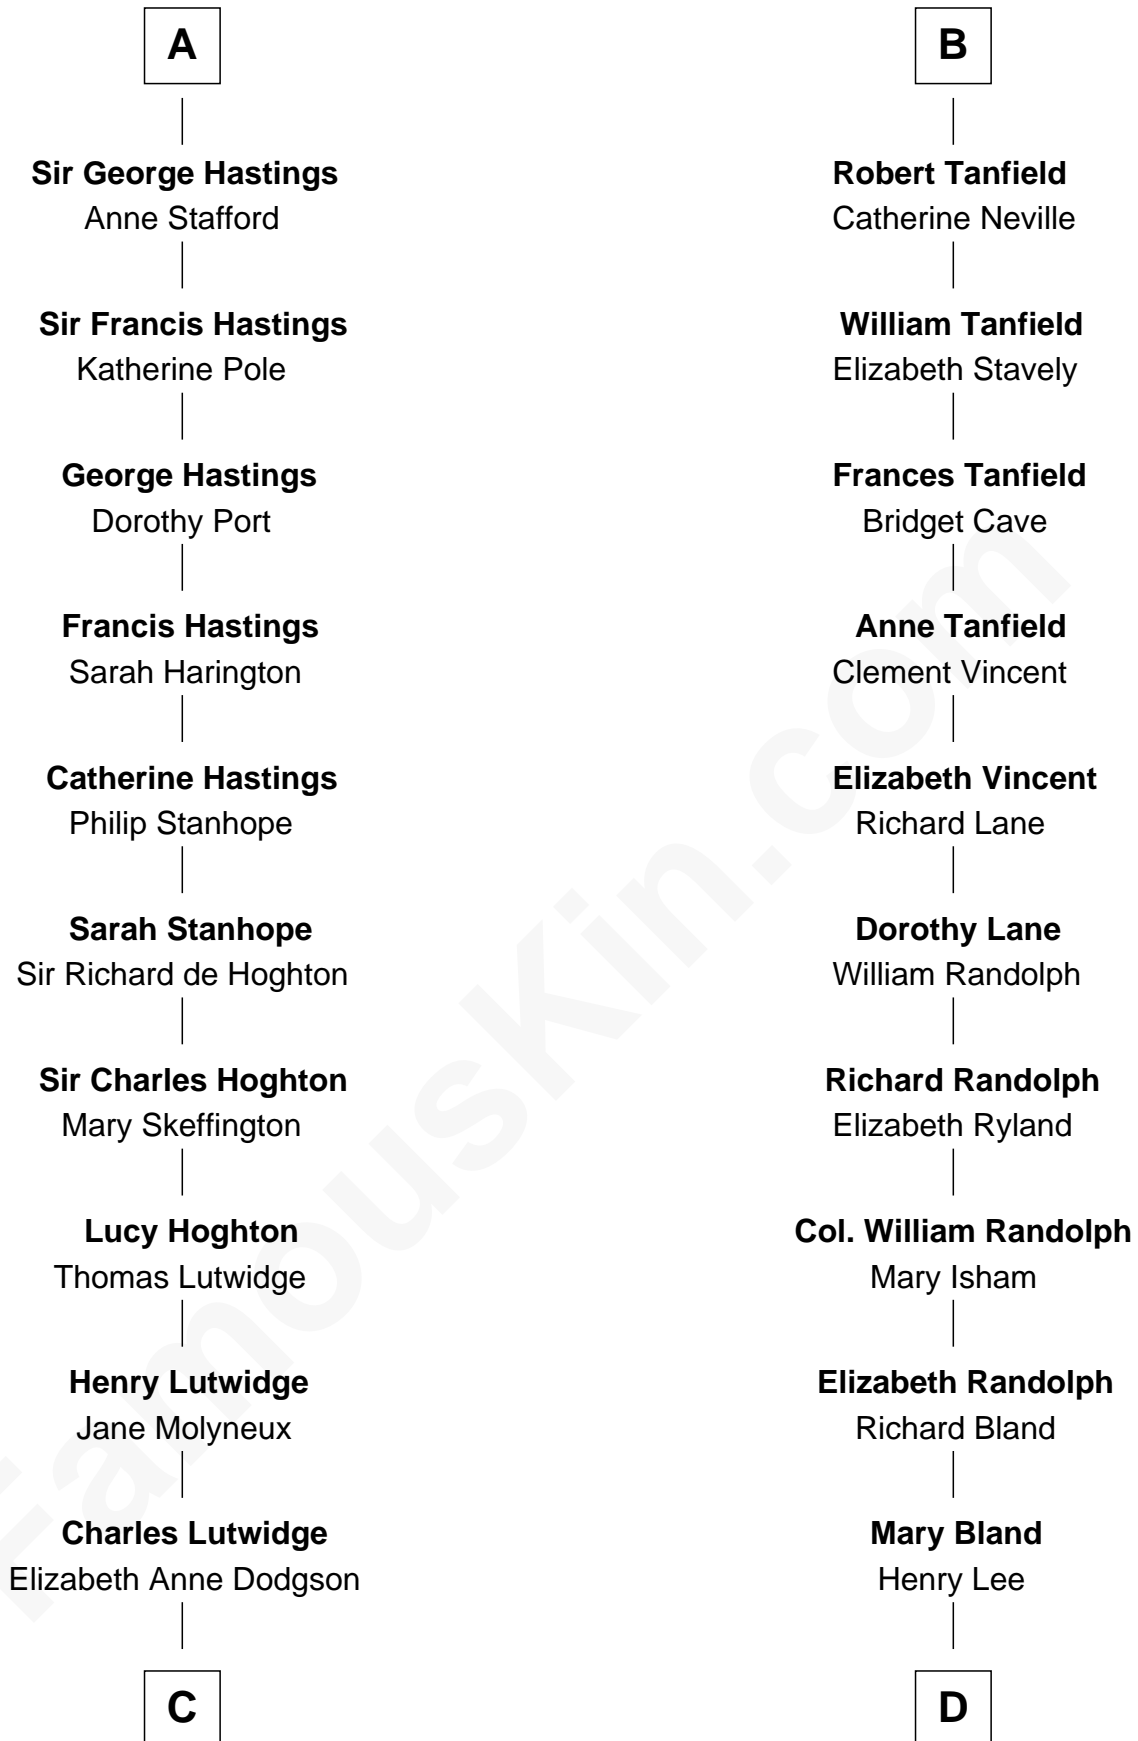 A
Sir George Hastings
Anne Stafford
Sir Francis Hastings
Katherine Pole
George Hastings
Dorothy Port
Francis Hastings
Sarah Harington
Catherine Hastings
Philip Stanhope
Sarah Stanhope
Sir Richard de Hoghton
Sir Charles Hoghton
Mary Skeffington
Lucy Hoghton
Thomas Lutwidge
Henry Lutwidge
Jane Molyneux
Charles Lutwidge
Elizabeth Anne Dodgson
C
B
Robert Tanfield
Catherine Neville
William Tanfield
Elizabeth Stavely
Frances Tanfield
Bridget Cave
Anne Tanfield
Clement Vincent
Elizabeth Vincent
Richard Lane
Dorothy Lane
William Randolph
Richard Randolph
Elizabeth Ryland
Col. William Randolph
Mary Isham
Elizabeth Randolph
Richard Bland
Mary Bland
Henry Lee
D
FamousKin.com